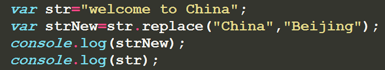 var str="welcome to China";
var strNew=str.replace("China","Beijing");
console.log(strNew);
console.log(str);